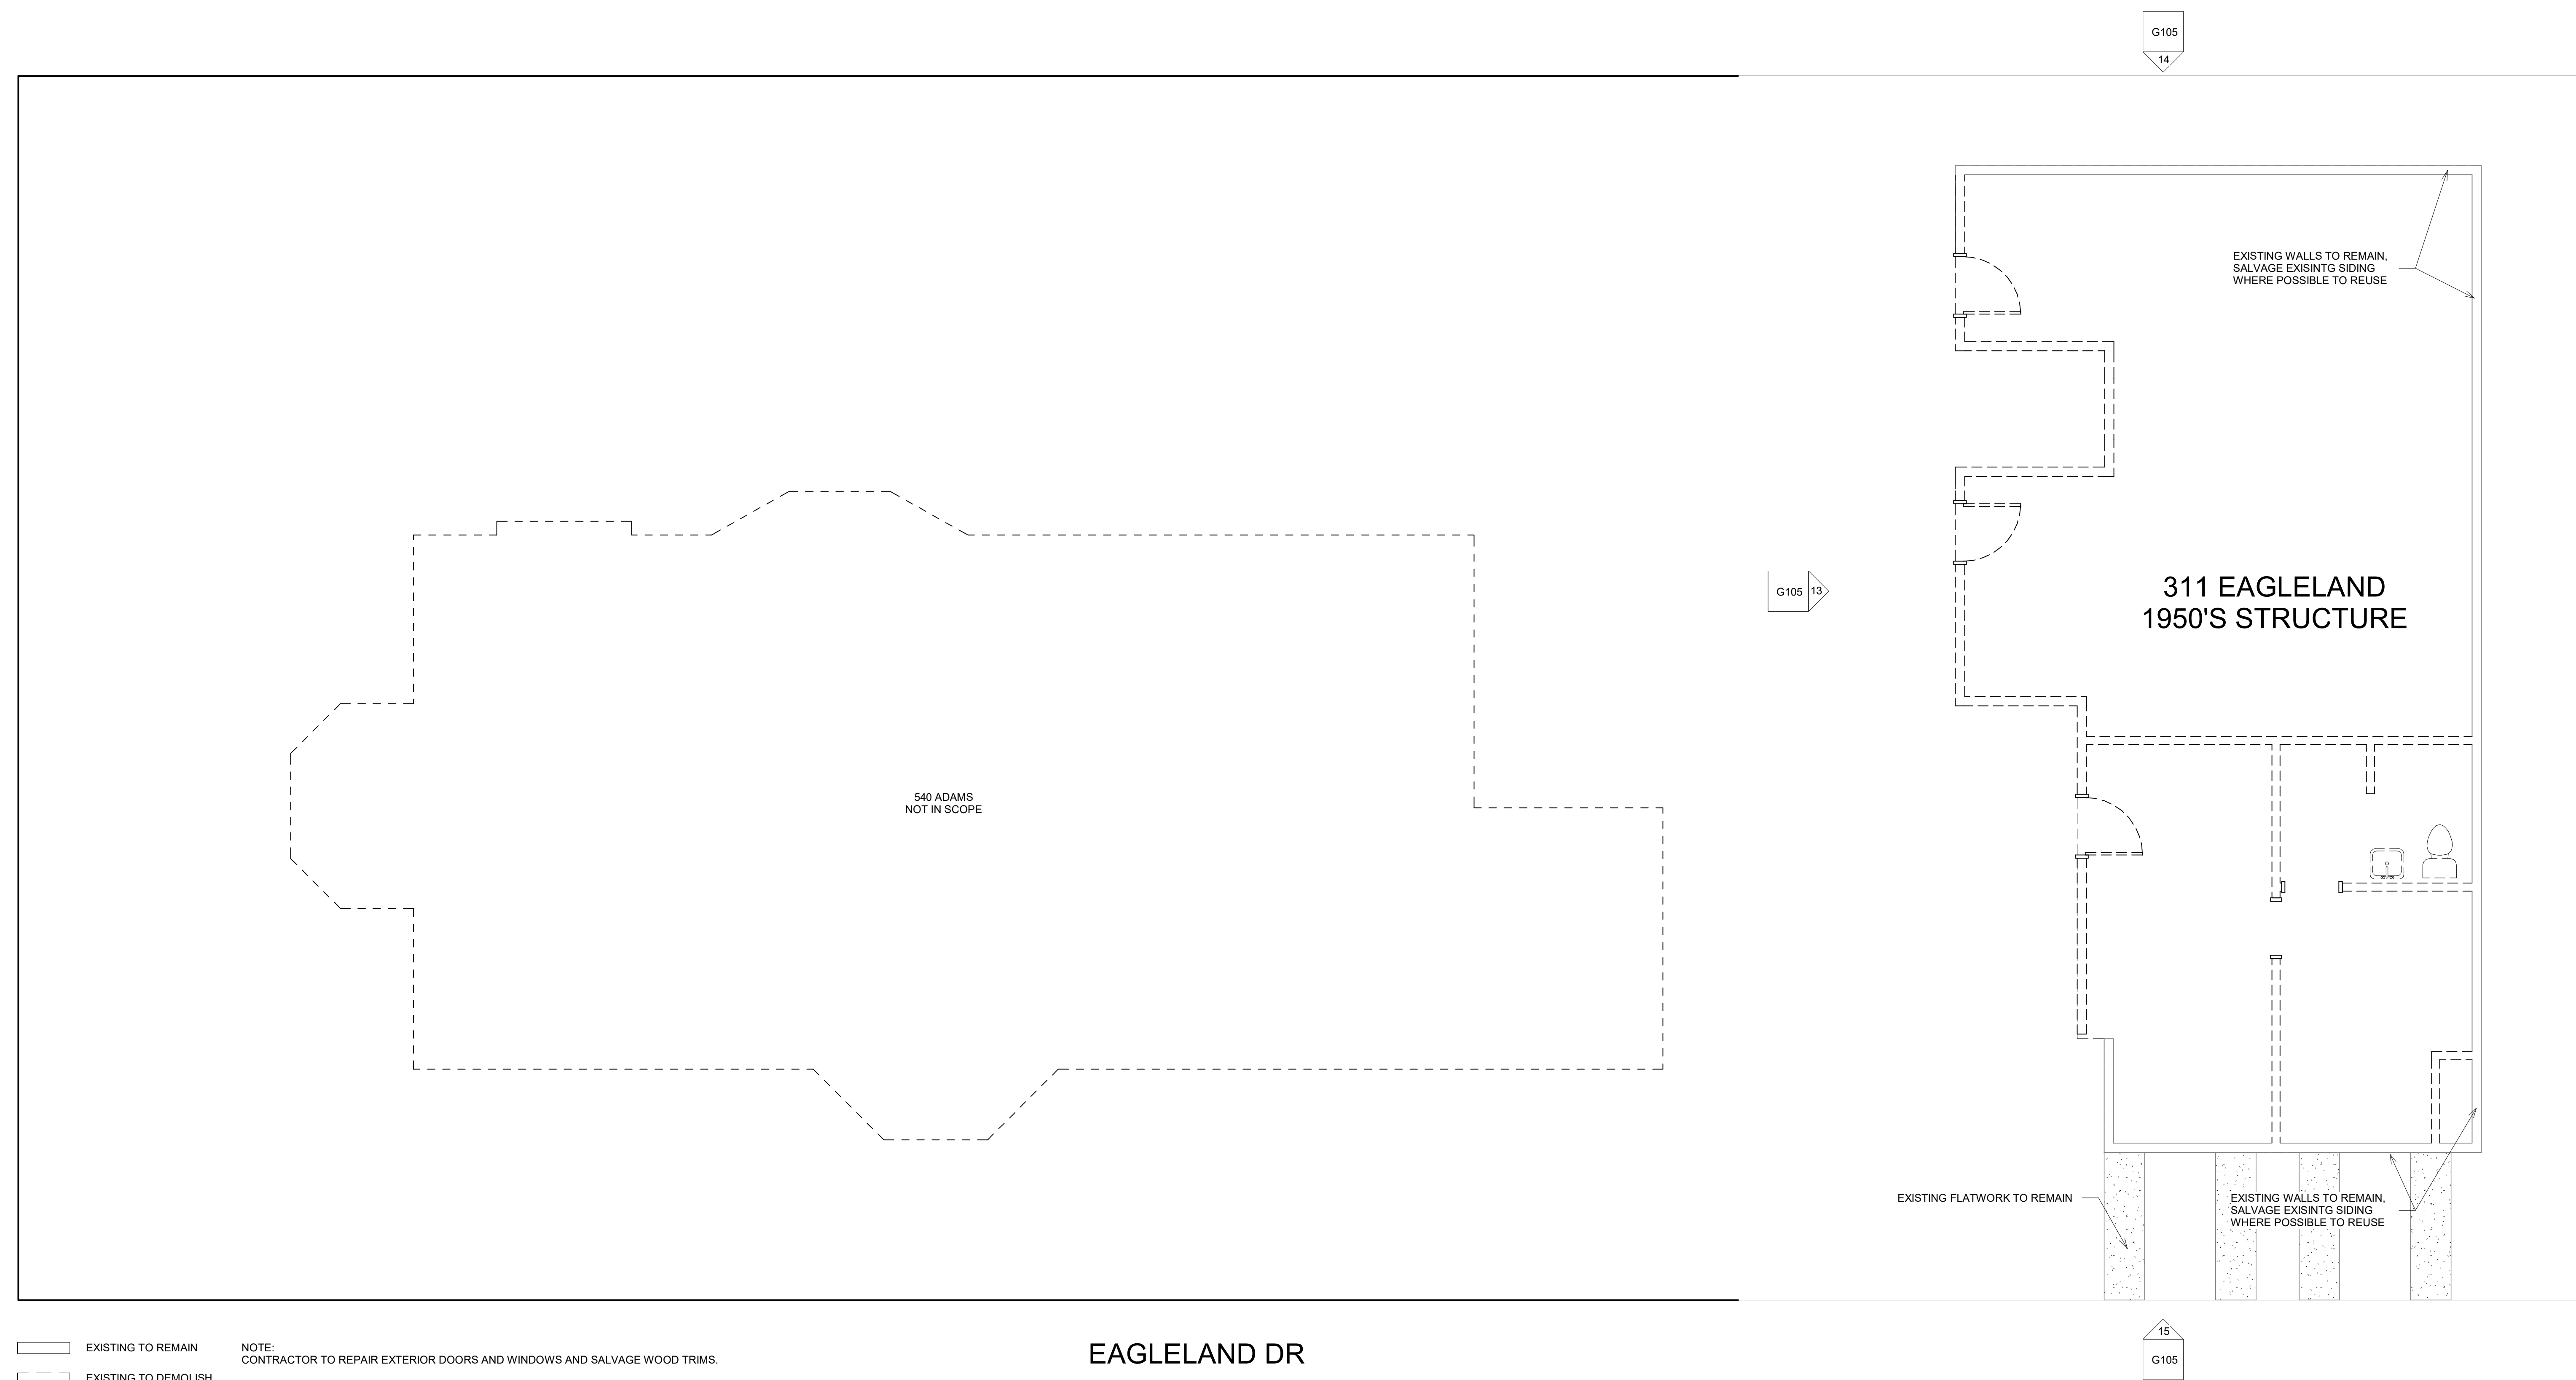 G105
14
EXISTING WALLS TO REMAIN,
SALVAGE EXISINTG SIDING
WHERE POSSIBLE TO REUSE
G105
13
311 EAGLELAND
1950'S STRUCTURE
540 ADAMS
NOT IN SCOPE
EXISTING FLATWORK TO REMAIN
EXISTING WALLS TO REMAIN,
SALVAGE EXISINTG SIDING
WHERE POSSIBLE TO REUSE
EXISTING TO REMAIN
NOTE:
CONTRACTOR TO REPAIR EXTERIOR DOORS AND WINDOWS AND SALVAGE WOOD TRIMS.
EXISTING TO DEMOLISH
EAGLELAND DR
15
G105